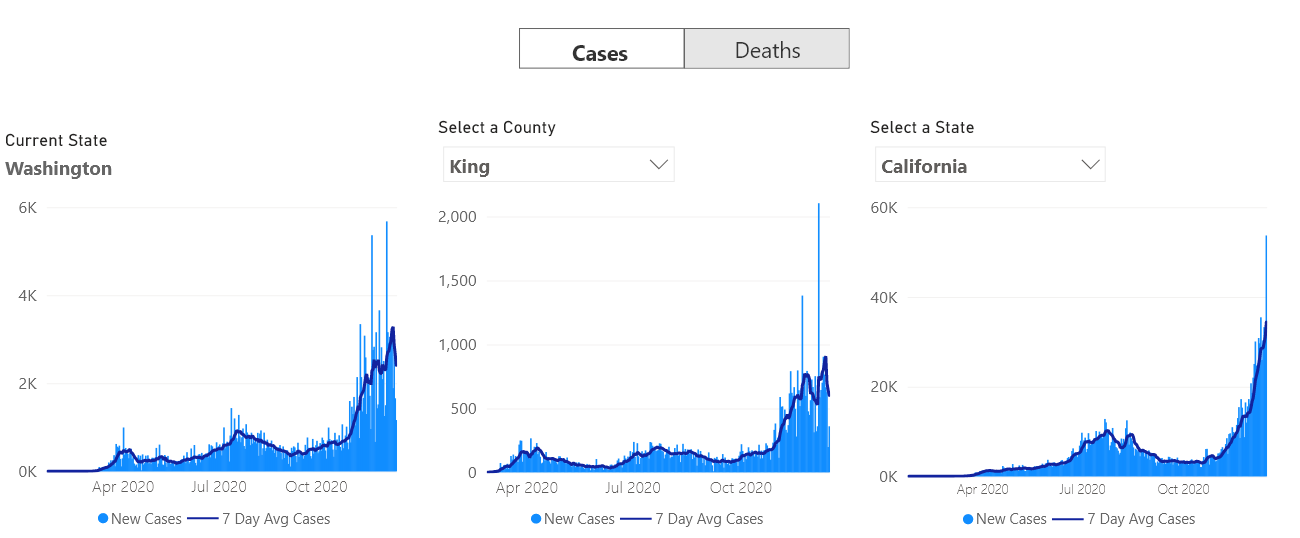 Cases
Deaths
Current State
Washington
6K
4K
2K
0K
Apr 2020
Jul 2020
Oct 2020
New Cases
7 Day Avg Cases
Select a County
King
2,000
1,500
1,000
500
0
Apr 2020
Jul 2020
Oct 2020
New Cases
7 Day Avg Cases
Select a State
California
60K
40K
20K
0K
Apr 2020
Jul 2020
Oct 2020
New Cases
7 Day Avg Cases